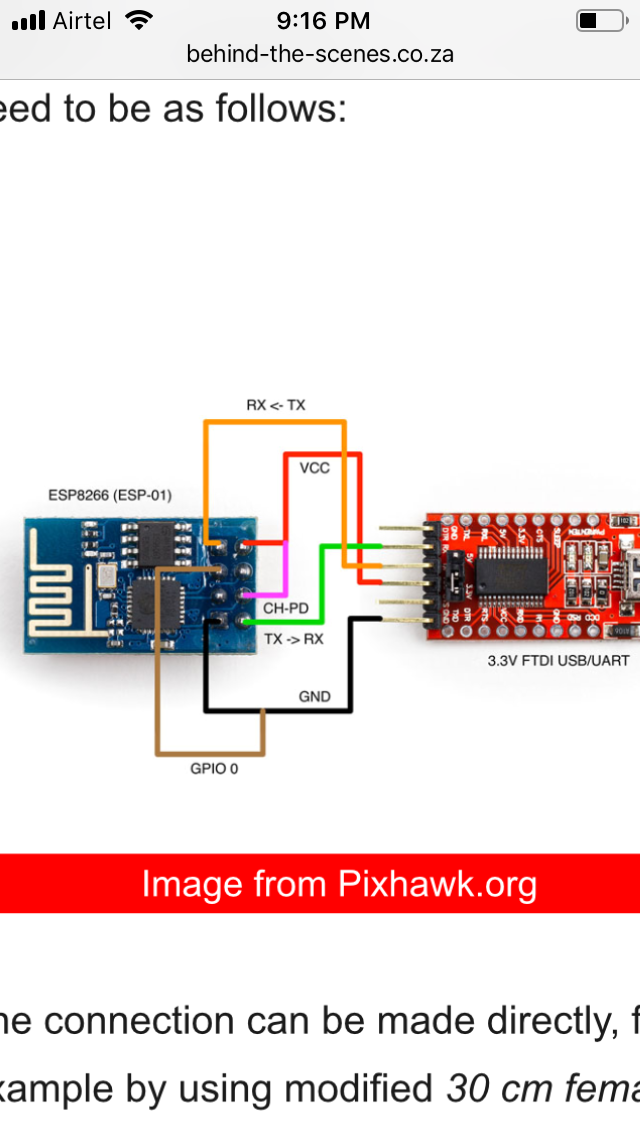 Airtel 9:16 PM
behind-the-scenes.co.za
eed to be as follows:
RX <- TX
VCC
ESP8266 (ESP-01)
CH-PD
TX -> RX
3.3V FTDI USB/UART
GND
GPIO 0
Image from Pixhawk.org
ne connection can be made directly, f
xample by using modified 30 cm fema